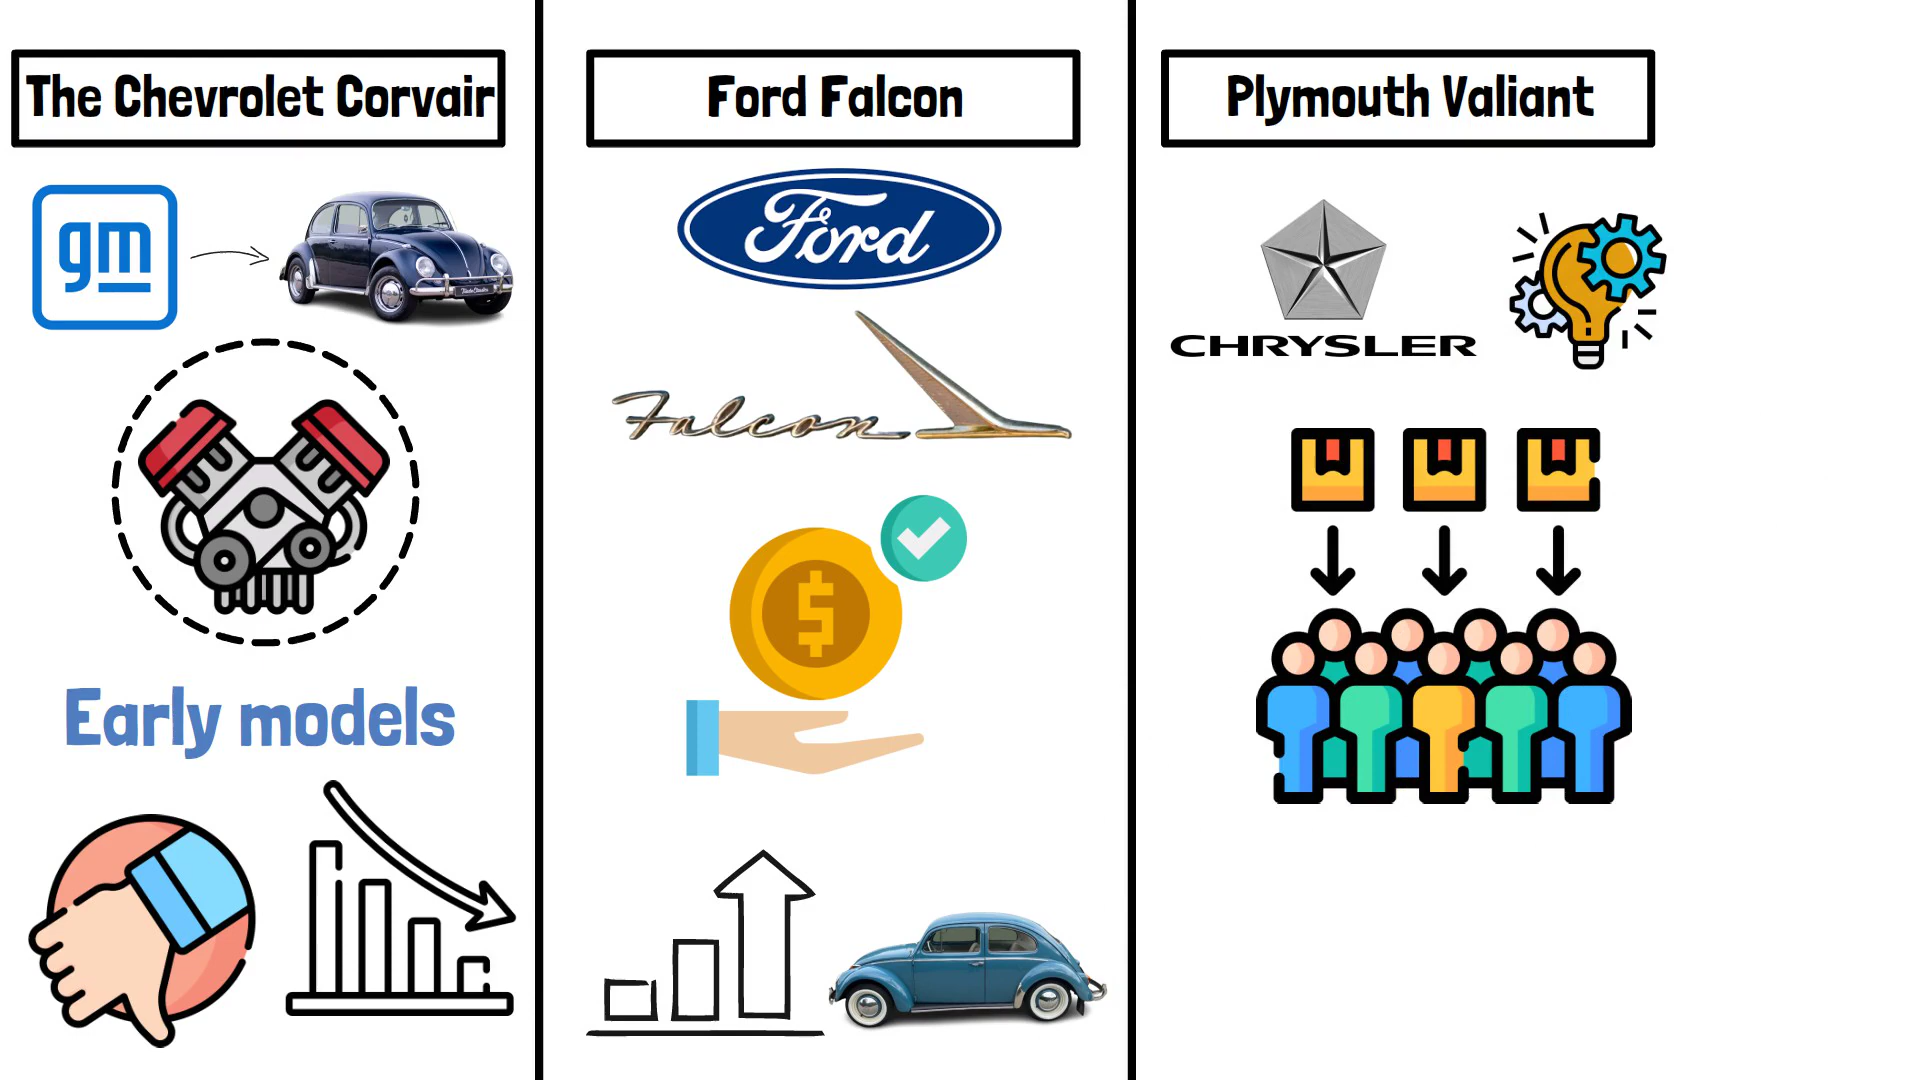 The Chevrolet Corvair
gm
Early models
Ford Falcon
Ford
Falcon
$
Plymouth Valiant
CHRYSLER